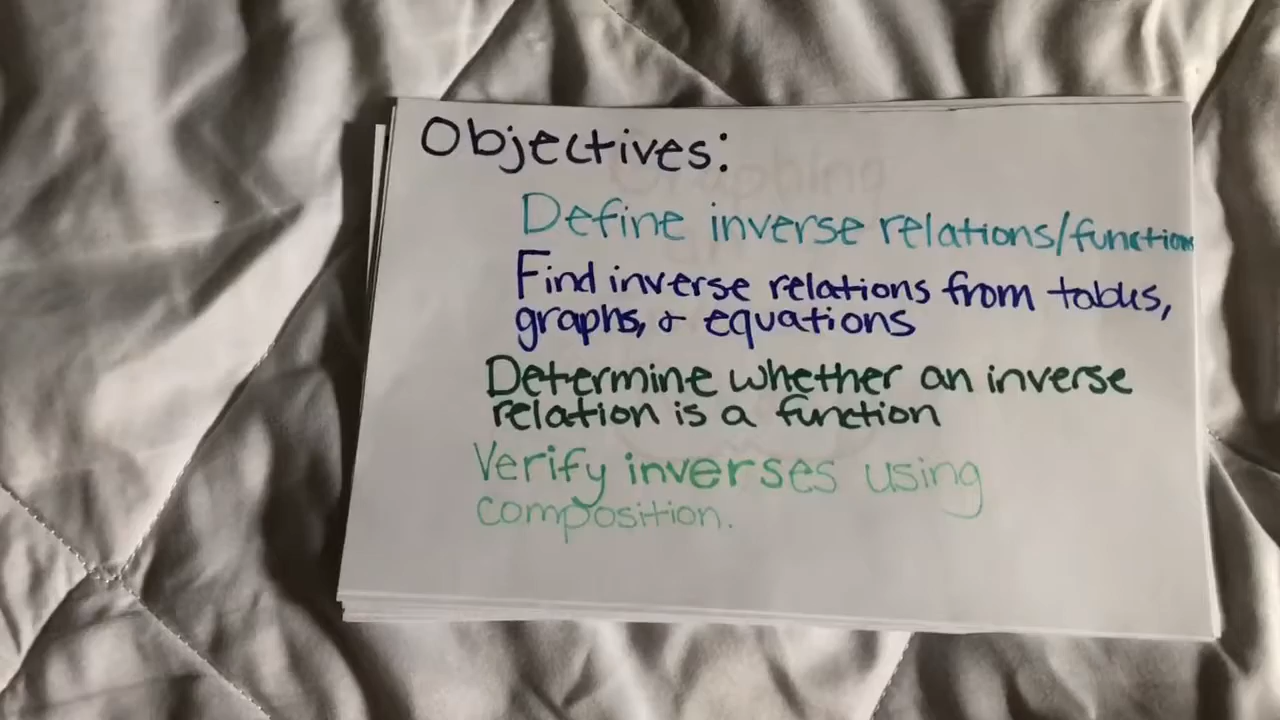 Objectives:
Define inverse relations/function
Find inverse relations from tables,
graphs, & equations
Determine whether an inverse
relation is a function
Verify inverses using
composition.